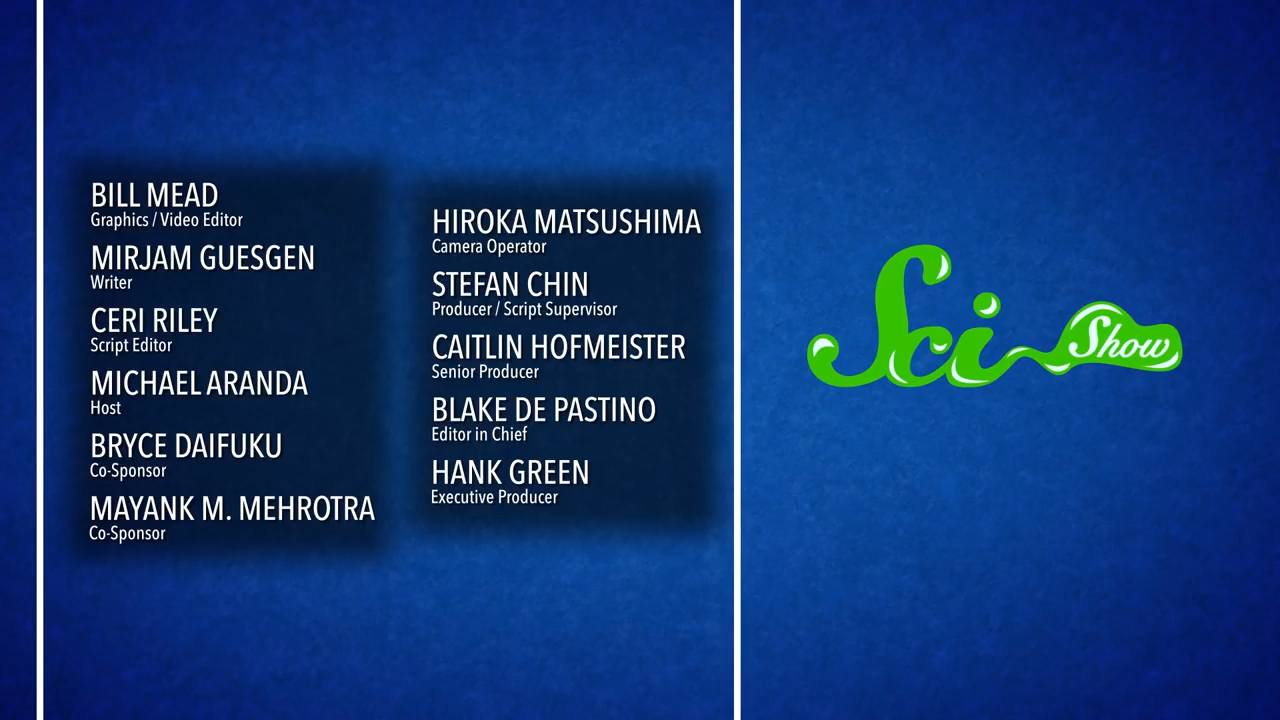 BILL MEAD
Graphics / Video Editor
MIRJAM GUESGEN
Writer
CERI RILEY
Script Editor
MICHAEL ARANDA
Host
BRYCE DAIFUKU
Co-Sponsor
MAYANK M. MEHROTRA
Co-Sponsor
HIROKA MATSUSHIMA
Camera Operator
STEFAN CHIN
Producer / Script Supervisor
CAITLIN HOFMEISTER
Senior Producer
BLAKE DE PASTINO
Editor in Chief
HANK GREEN
Executive Producer
Sci Show